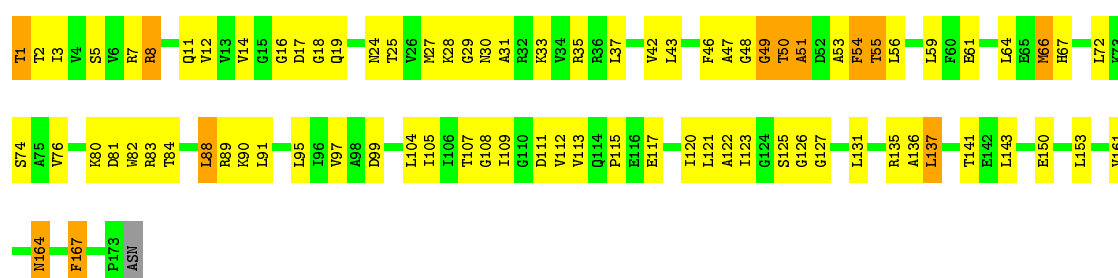 T1 T2 I3 V4 S5 V6 R7 R8 Q11 V12 V13 V14 G15 G16 D17 G18 Q19 N24 T25 V26 M27 K28 G29 N30 A31 R32 K33 V34 R35 R36 L37 V42 L43 F46 A47 G48 G49 T50 A51 D52 A53 F54 T55 L56 L59 F60 E61 L64 E65 M66 H67 L72 K73
S74 A75 V76 K80 D81 W82 R83 T84 L88 R89 K90 L91 L95 I96 V97 A98 D99 L104 I105 I106 T107 G108 I109 G110 D111 V112 V113 Q114 P115 E116 E117 I120 L121 A122 I123 G124 S125 G126 G127 L131 R135 A136 L137 T141 E142 L143 E150 L153 V161
N164 F167 P173 ASN